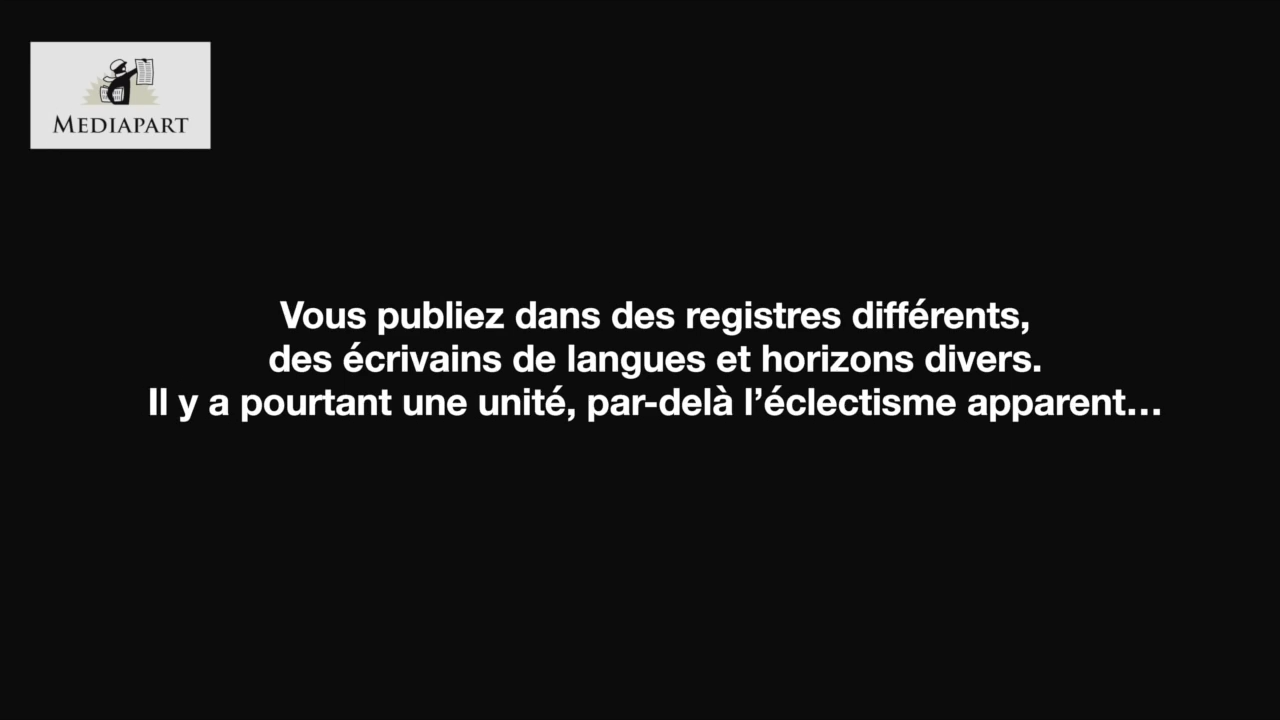 MEDIAPART
Vous publiez dans des registres différents,
des écrivains de langues et horizons divers.
Il y a pourtant une unité, par-delà l’éclectisme apparent…